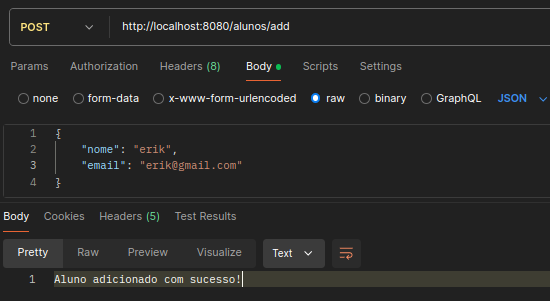 POST http://localhost:8080/alunos/add
Params Authorization Headers (8) Body Scripts Settings
none form-data x-www-form-urlencoded raw binary GraphQL JSON
1 {
2 "nome": "erik",
3 "email": "erik@gmail.com"
4 }
Body Cookies Headers (5) Test Results
Pretty Raw Preview Visualize Text
1 Aluno adicionado com sucesso!